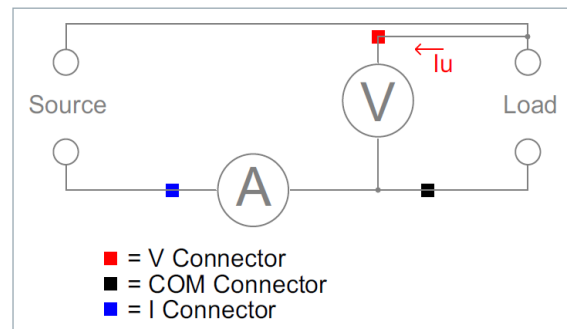 Iu
V
Source
Load
A
= V Connector
= COM Connector
= I Connector